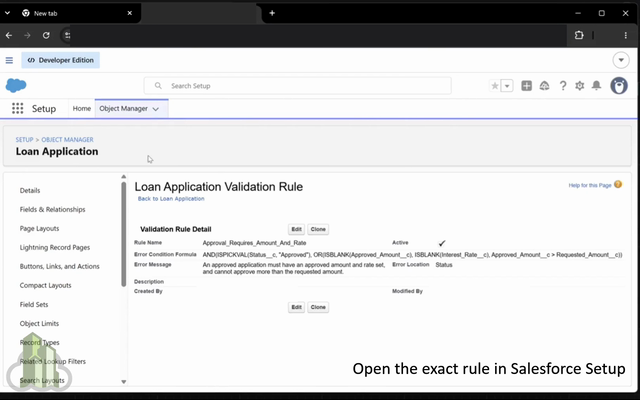 New tab
Developer Edition
Search Setup
Setup
Home
Object Manager
SETUP > OBJECT MANAGER
Loan Application
Details
Fields & Relationships
Page Layouts
Lightning Record Pages
Buttons, Links, and Actions
Compact Layouts
Field Sets
Object Limits
Record Types
Related Lookup Filters
Search Layouts
Loan Application Validation Rule
Help for this Page
Back to Loan Application
Validation Rule Detail
Edit Clone
Rule Name Approval_Requires_Amount_And_Rate Active
Error Condition Formula AND(ISPICKVAL(Status__c, "Approved"), OR(ISBLANK(Approved_Amount__c), ISBLANK(Interest_Rate__c), Approved_Amount__c > Requested_Amount__c))
Error Message An approved application must have an approved amount and rate set, Error Location Status
and cannot approve more than the requested amount.
Description
Created By Modified By
Edit Clone
Open the exact rule in Salesforce Setup